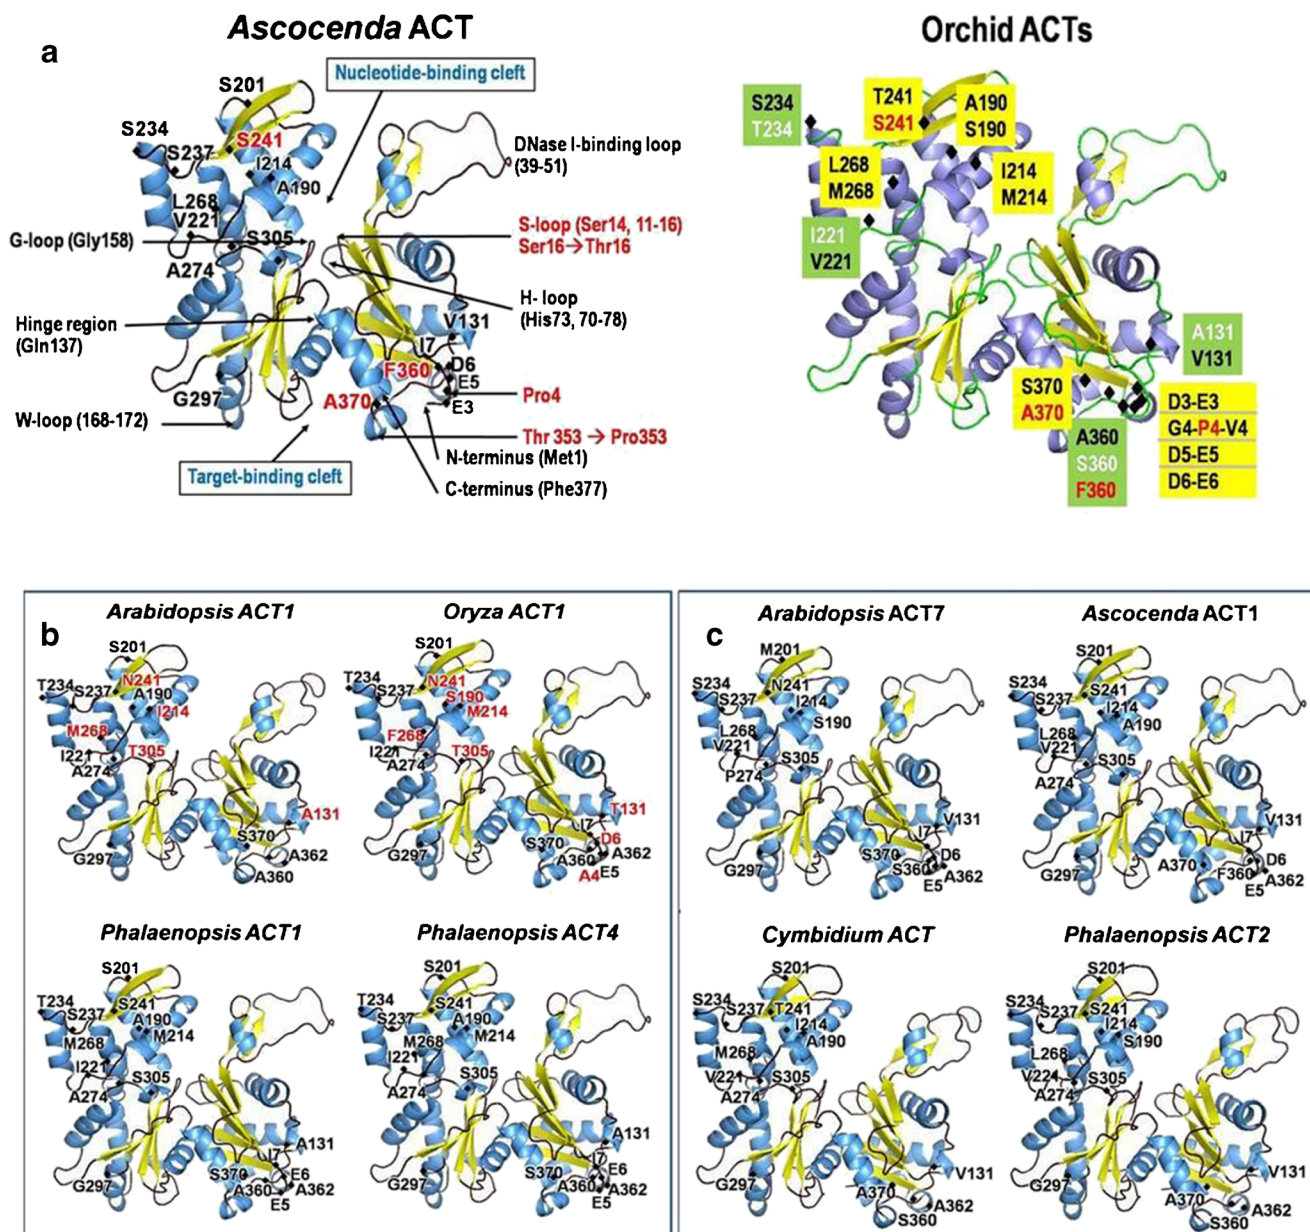 a
Ascocenda ACT
Nucleotide-binding cleft
S201
S234
S241
S237
I214
A190
DNase I-binding loop
(39-51)
L268
V221
S-loop (Ser14, 11-16)
Ser16→Thr16
G-loop (Gly158)
S305
A274
H- loop
(His73, 70-78)
Hinge region
(Gln137)
V131
I7
D6
F360
E5
G297
A370
Pro4
E3
W-loop (168-172)
Thr 353 → Pro353
N-terminus (Met1)
Target-binding cleft
C-terminus (Phe377)
Orchid ACTs
S234
T234
T241
S241
A190
S190
L268
M268
I214
M214
I221
V221
A131
V131
S370
A370
D3-E3
G4-P4-V4
D5-E5
D6-E6
A360
S360
F360
b
Arabidopsis ACT1
S201
T234
N241
S237
A190
I214
M268
I221
T305
A274
A131
S370
G297
A362
A360
Oryza ACT1
S201
T234
N241
S237
S190
M214
F268
I221
T305
A274
T131
I7
D6
S370
G297
A360
A362
E5
A4
Phalaenopsis ACT1
S201
T234
S237
S241
A190
M214
M268
I221
S305
A274
A131
I7
E6
S370
G297
A360
A362
E5
Phalaenopsis ACT4
S201
T234
S241
S237
A190
M214
M268
I221
S305
A274
A131
I7
E6
S370
G297
A360
A362
E5
c
Arabidopsis ACT7
M201
S234
S237
N241
I214
S190
L268
V221
S305
P274
V131
I7
D6
G297
S370
S360
A362
E5
Ascocenda ACT1
S201
S234
S237
S241
I214
A190
L268
V221
S305
A274
V131
I7
D6
G297
A370
F360
A362
E5
Cymbidium ACT
S201
S234
S237
T241
I214
A190
M268
V221
S305
A274
V131
G297
A370
A362
S360
Phalaenopsis ACT2
S201
S234
S237
S241
I214
S190
L268
V221
S305
A274
V131
G297
A370
A362
S360